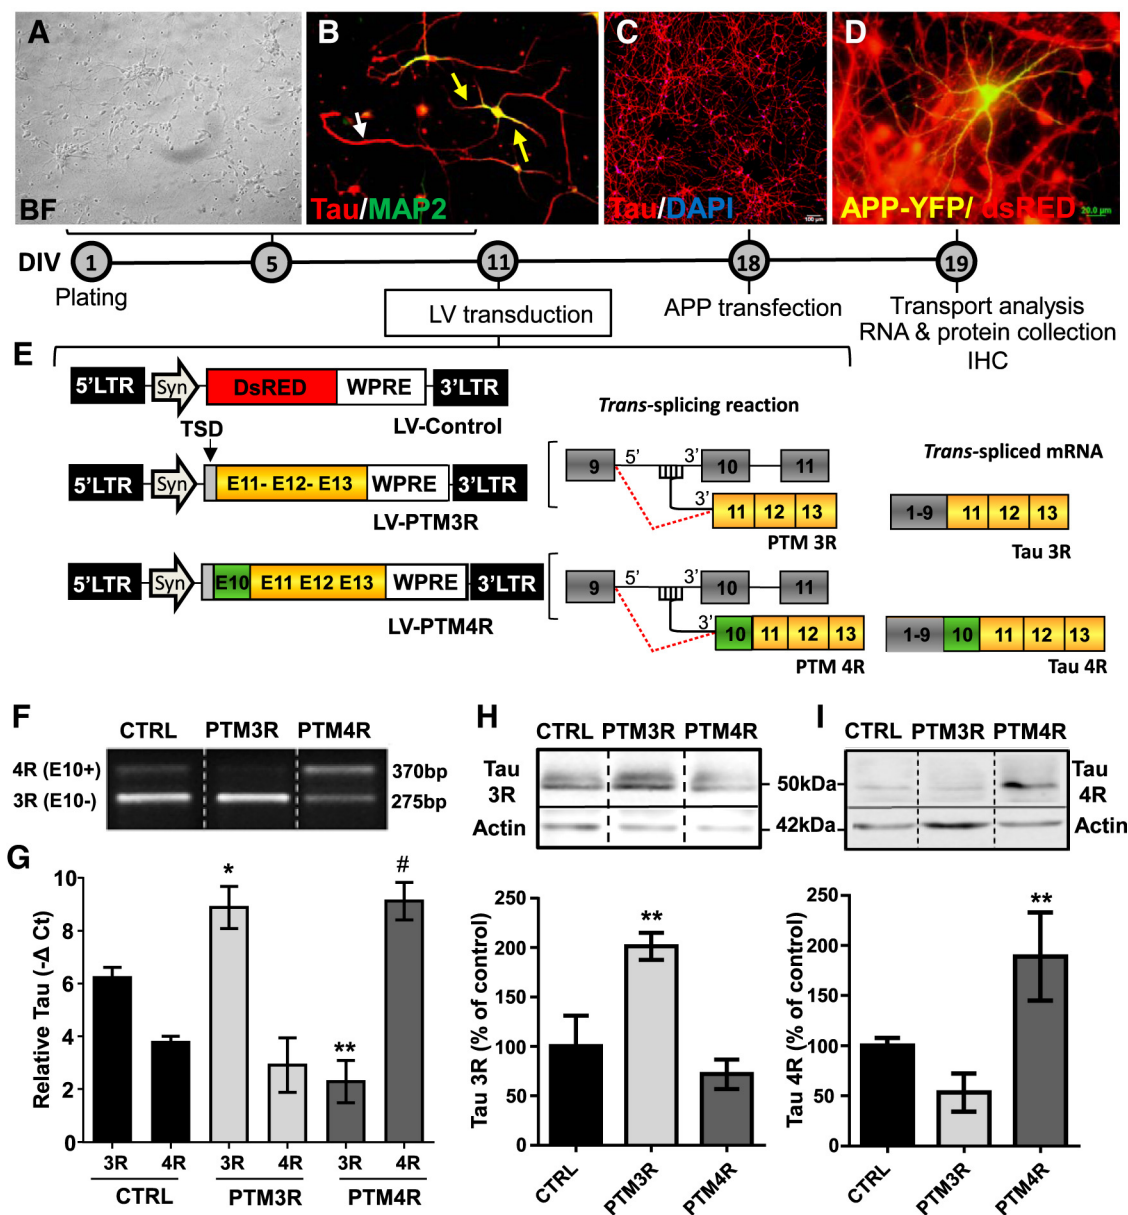 A
B
C
D
BF
Tau/MAP2
Tau/DAPI
100 µm
APP-YFP/ dsRED
20.0 µm
DIV 1 5 11 18 19
Plating
LV transduction
APP transfection
Transport analysis
RNA & protein collection
IHC
E
5'LTR Syn DsRED WPRE 3'LTR
LV-Control
TSD
5'LTR Syn E11- E12- E13 WPRE 3'LTR
LV-PTM3R
5'LTR Syn E10 E11 E12 E13 WPRE 3'LTR
LV-PTM4R
Trans-splicing reaction
9 5' 3' 10 11
3' 11 12 13
PTM 3R
9 5' 3' 10 11
3' 10 11 12 13
PTM 4R
Trans-spliced mRNA
1-9 11 12 13
Tau 3R
1-9 10 11 12 13
Tau 4R
F
CTRL PTM3R PTM4R
4R (E10+) 370bp
3R (E10-) 275bp
G
Relative Tau (-Δ Ct)
10
8
6
4
2
0
* ** #
3R 4R 3R 4R 3R 4R
CTRL PTM3R PTM4R
H
CTRL PTM3R PTM4R
Tau
3R
Actin
50kDa
42kDa
Tau 3R (% of control)
250
200
150
100
50
0
**
CTRL PTM3R PTM4R
I
CTRL PTM3R PTM4R
Tau
4R
Actin
Tau 4R (% of control)
250
200
150
100
50
0
**
CTRL PTM3R PTM4R